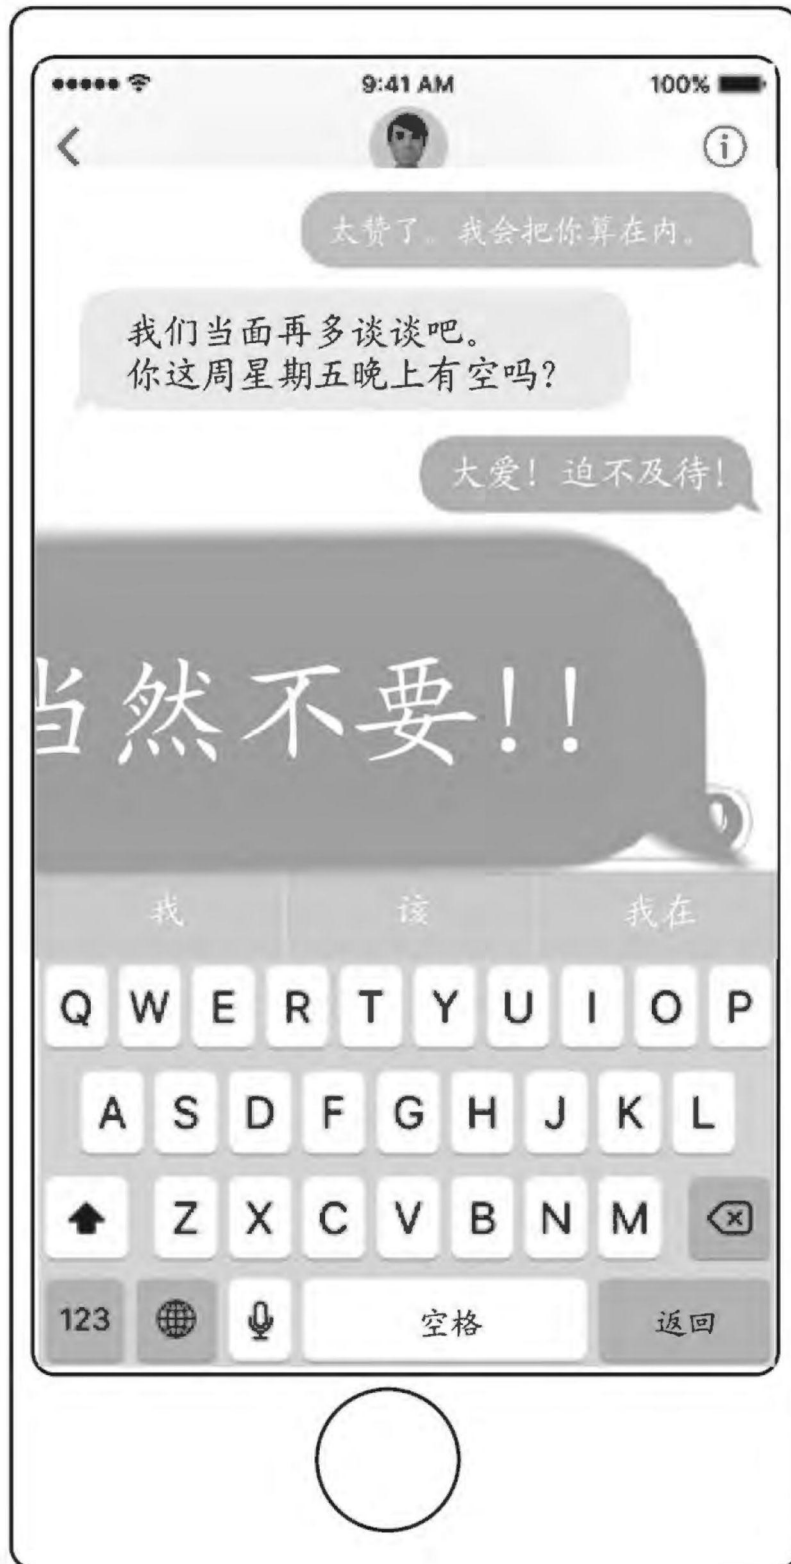 9:41 AM
100%
太赞了。我会把你算在内。
我们当面再多谈谈吧。
你这周星期五晚上有空吗?
大爱!迫不及待!
当然不要!!
我 该 我在
Q W E R T Y U I O P
A S D F G H J K L
Z X C V B N M
123 空格 返回